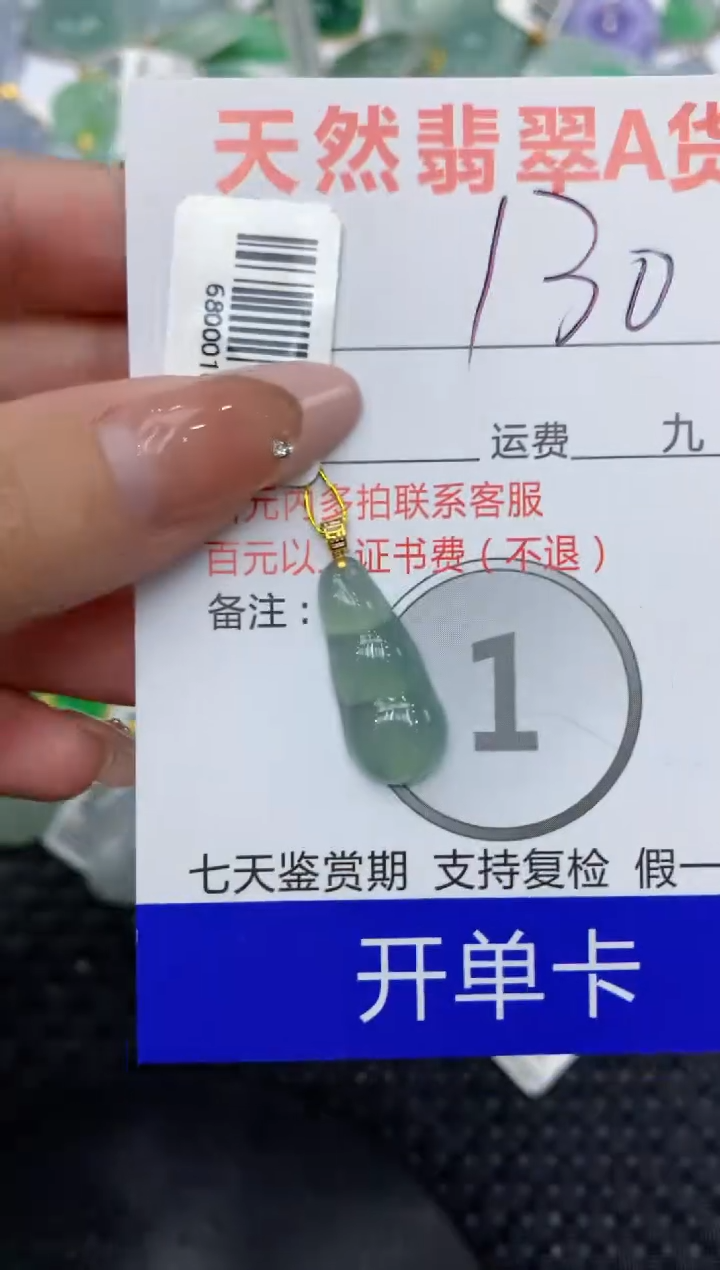 天然翡翠A货
130
680001
运费 九
元内多拍联系客服
百元以 证书费（不退）
备注：
1
七天鉴赏期 支持复检 假一
开单卡